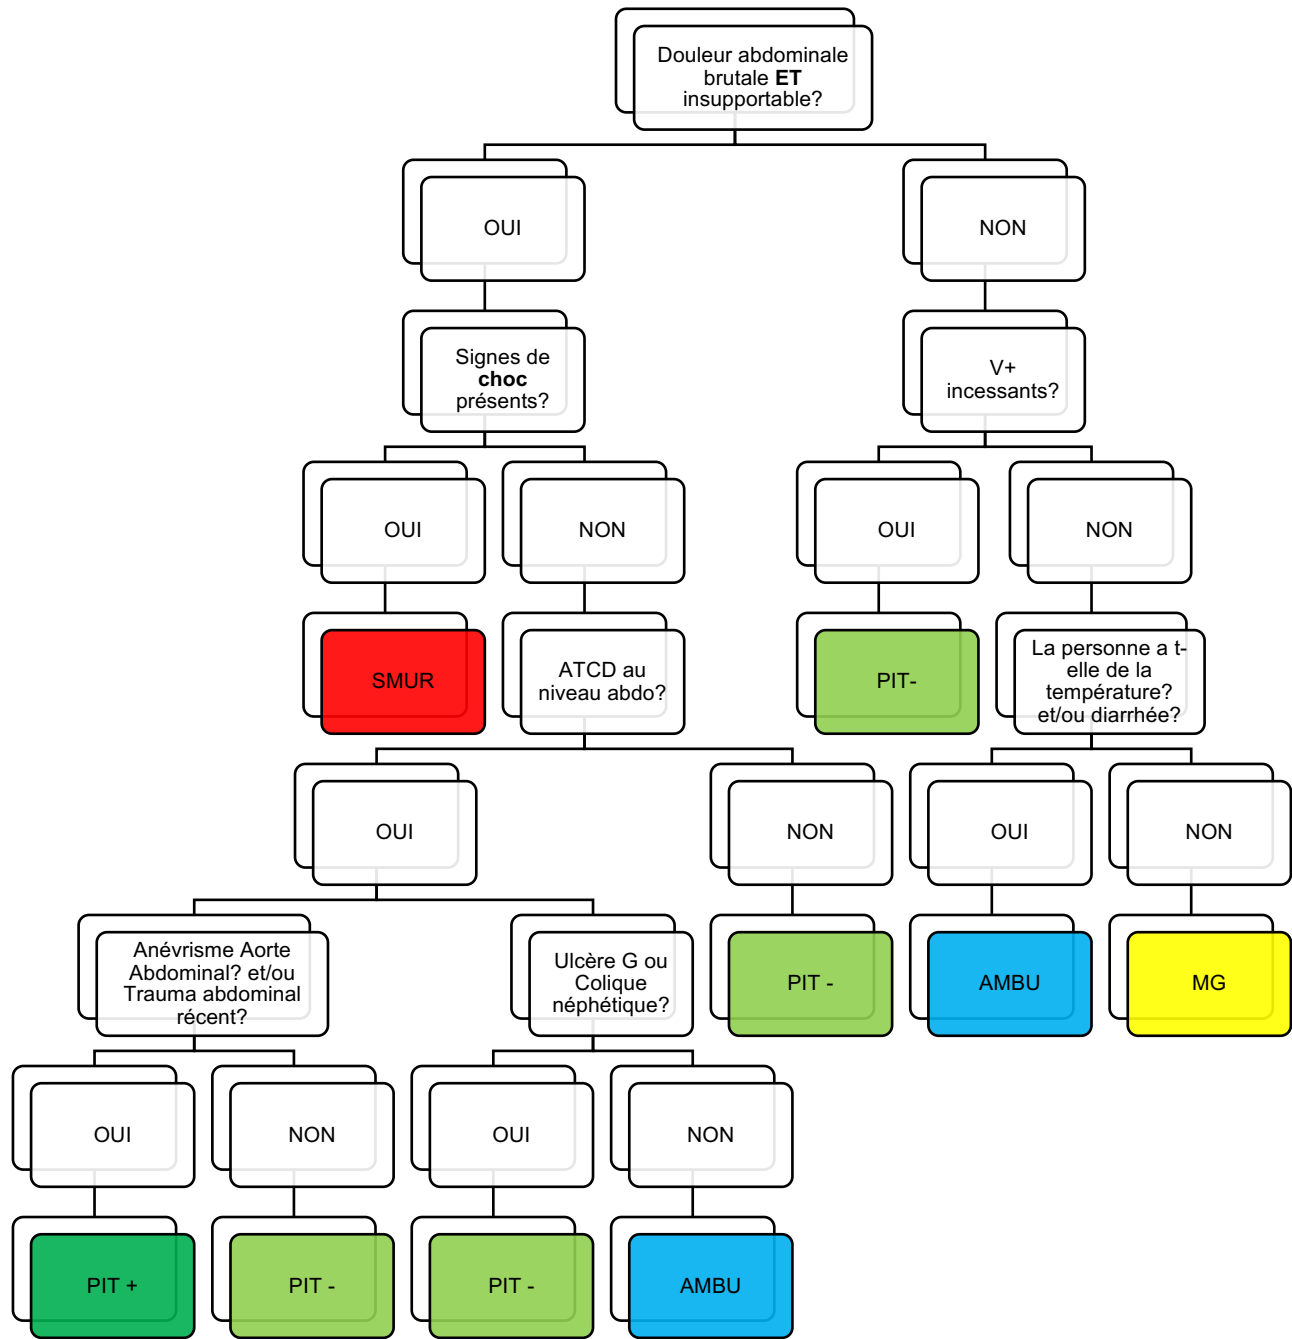 Douleur abdominale
brutale ET
insupportable?
OUI
NON
Signes de
choc
présents?
V+
incessants?
OUI
NON
OUI
NON
SMUR
ATCD au
niveau abdo?
PIT-
La personne a t-
elle de la
température?
et/ou diarrhée?
OUI
NON
OUI
NON
Anévrisme Aorte
Abdominal? et/ou
Trauma abdominal
récent?
Ulcère G ou
Colique
néphétique?
PIT -
AMBU
MG
OUI
NON
OUI
NON
PIT +
PIT -
PIT -
AMBU